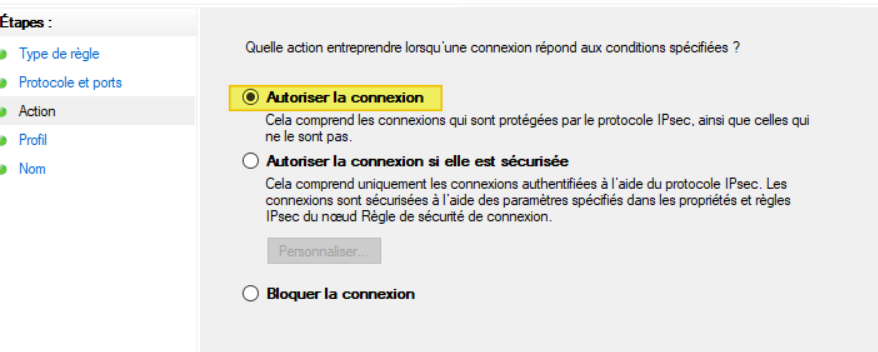 Étapes :
Type de règle
Protocole et ports
Action
Profil
Nom
Quelle action entreprendre lorsqu'une connexion répond aux conditions spécifiées ?
Autoriser la connexion
Cela comprend les connexions qui sont protégées par le protocole IPsec, ainsi que celles qui
ne le sont pas.
Autoriser la connexion si elle est sécurisée
Cela comprend uniquement les connexions authentifiées à l'aide du protocole IPsec. Les
connexions sont sécurisées à l'aide des paramètres spécifiés dans les propriétés et règles
IPsec du nœud Règle de sécurité de connexion.
Personnaliser...
Bloquer la connexion